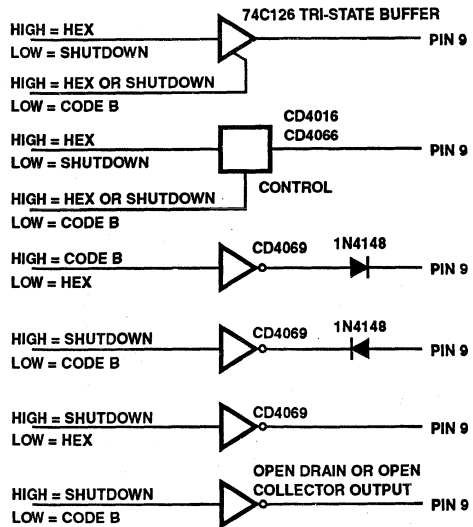 74C126 TRI-STATE BUFFER
HIGH = HEX
LOW = SHUTDOWN
PIN 9
HIGH = HEX OR SHUTDOWN
LOW = CODE B
CD4016
CD4066
HIGH = HEX
LOW = SHUTDOWN
PIN 9
CONTROL
HIGH = HEX OR SHUTDOWN
LOW = CODE B
HIGH = CODE B
LOW = HEX
CD4069
1N4148
PIN 9
HIGH = SHUTDOWN
LOW = CODE B
CD4069
1N4148
PIN 9
HIGH = SHUTDOWN
LOW = HEX
CD4069
PIN 9
OPEN DRAIN OR OPEN
COLLECTOR OUTPUT
HIGH = SHUTDOWN
LOW = CODE B
PIN 9